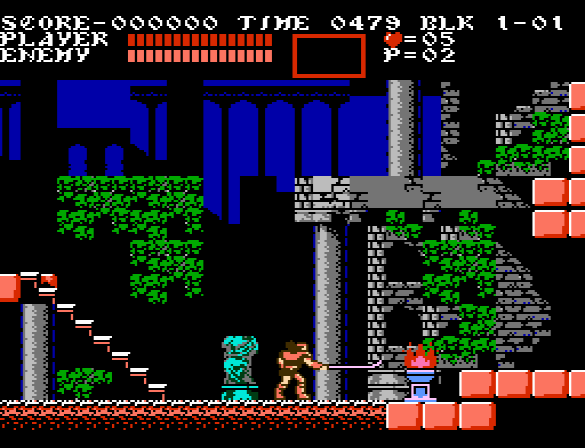 SCORE-000000 TIME 0479 BLK 1-01
PLAYER =05
ENEMY P=02